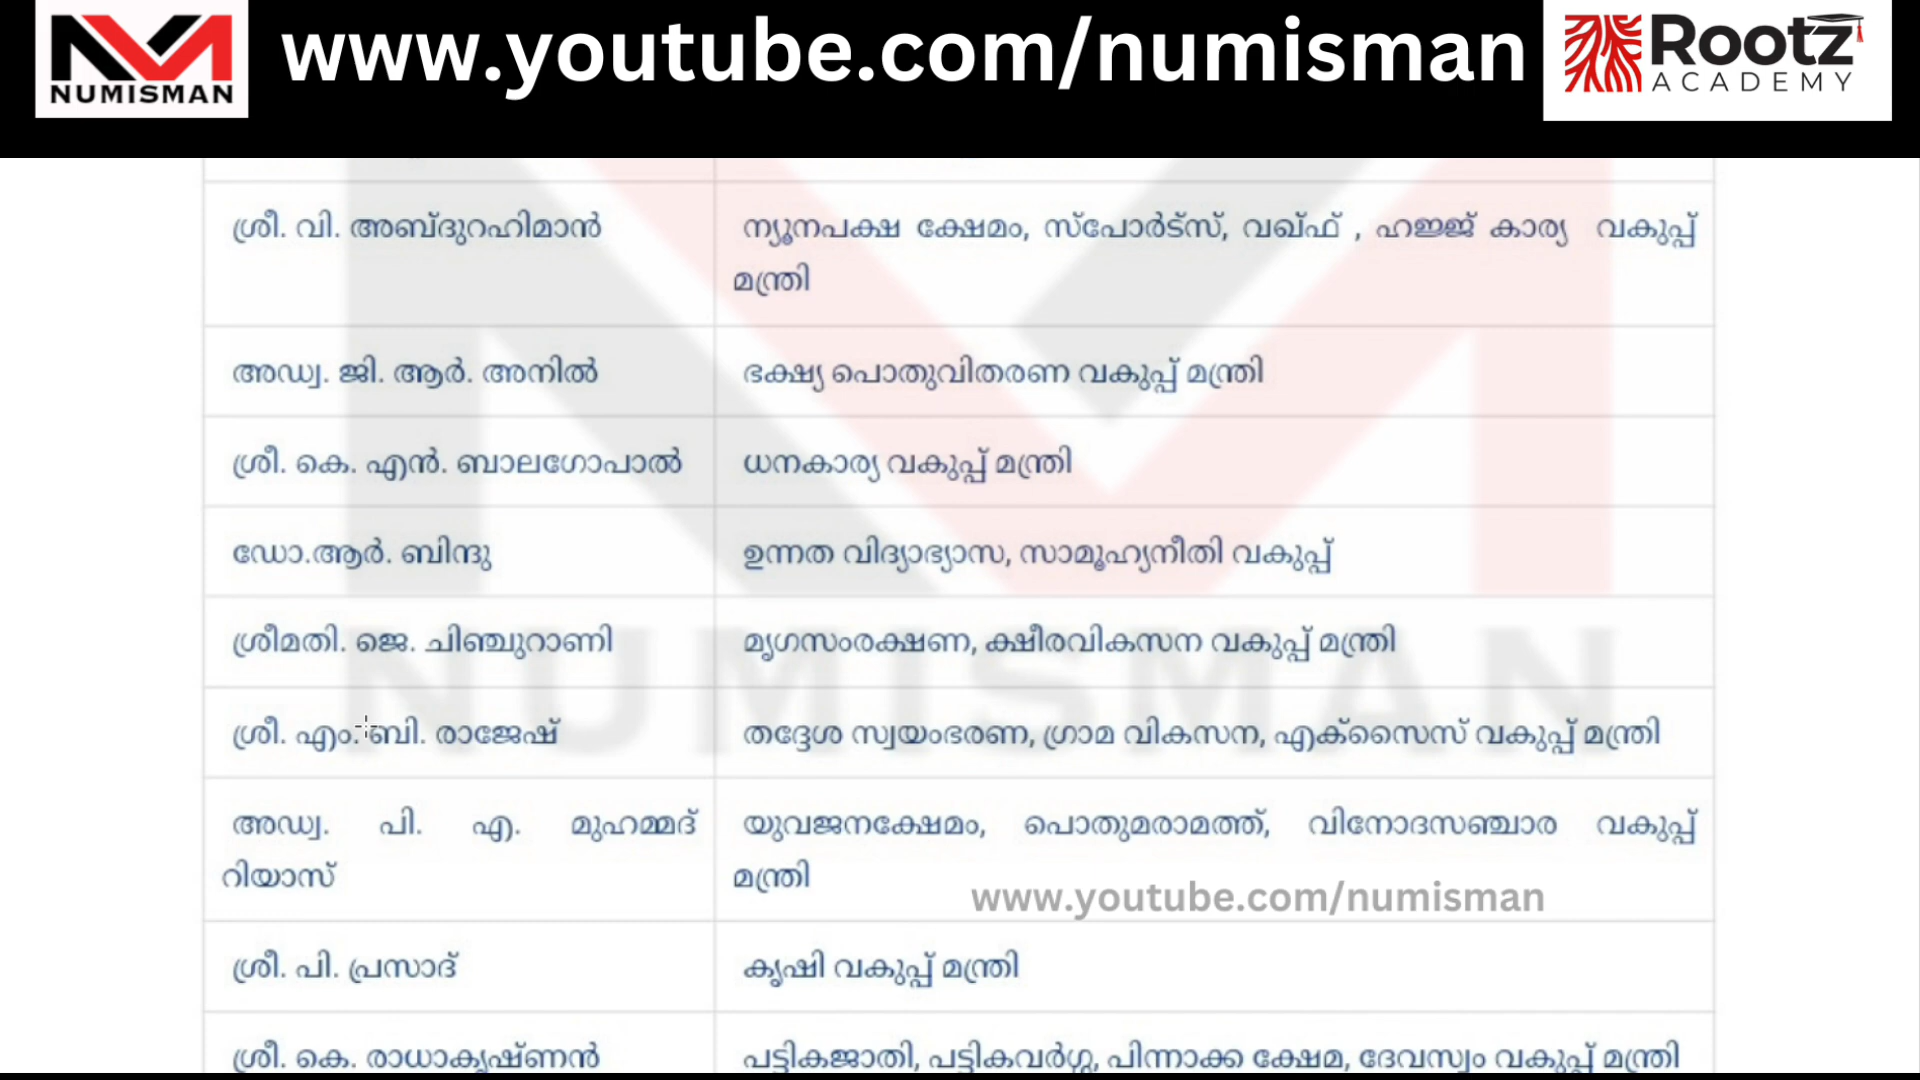 NUMISMAN
www.youtube.com/numisman
Rootz
ACADEMY
ശ്രീ. വി. അബ്ദുറഹിമാൻ
ന്യൂനപക്ഷ ക്ഷേമം, സ്പോർട്സ്, വഖ്ഫ് , ഹജ്ജ് കാര്യ വകുപ്പ്
മന്ത്രി
അഡ്വ. ജി. ആർ. അനിൽ
ഭക്ഷ്യ പൊതുവിതരണ വകുപ്പ് മന്ത്രി
ശ്രീ. കെ. എൻ. ബാലഗോപാൽ
ധനകാര്യ വകുപ്പ് മന്ത്രി
ഡോ.ആർ. ബിന്ദു
ഉന്നത വിദ്യാഭ്യാസ, സാമൂഹ്യനീതി വകുപ്പ്
ശ്രീമതി. ജെ. ചിഞ്ചുറാണി
മൃഗസംരക്ഷണ, ക്ഷീരവികസന വകുപ്പ് മന്ത്രി
NUMISMAN
ശ്രീ. എം. ബി. രാജേഷ്
തദ്ദേശ സ്വയംഭരണ, ഗ്രാമ വികസന, എക്സൈസ് വകുപ്പ് മന്ത്രി
അഡ്വ. പി. എ. മുഹമ്മദ്
റിയാസ്
യുവജനക്ഷേമം, പൊതുമരാമത്ത്, വിനോദസഞ്ചാര വകുപ്പ്
മന്ത്രി
www.youtube.com/numisman
ശ്രീ. പി. പ്രസാദ്
കൃഷി വകുപ്പ് മന്ത്രി
ശ്രീ. കെ. രാധാകൃഷ്ണൻ
പട്ടികജാതി, പട്ടികവർഗ്ഗ, പിന്നാക്ക ക്ഷേമ, ദേവസ്വം വകുപ്പ് മന്ത്രി